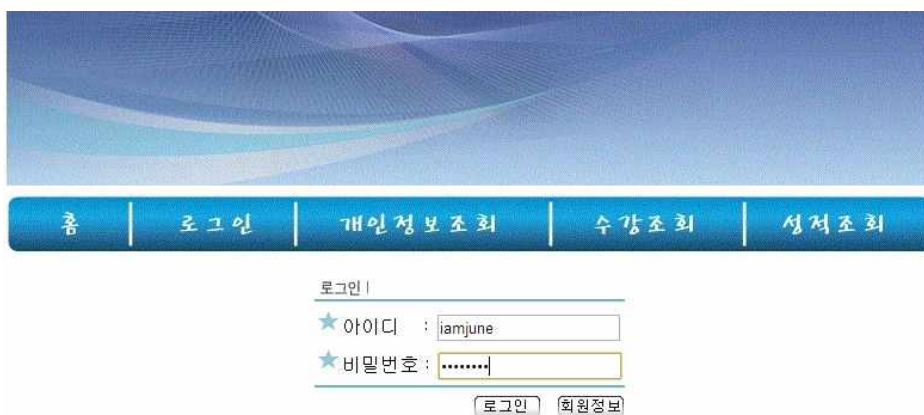 홈 로그인 개인정보조회 수강조회 성적조회
로그인
아이디 : iamjune
비밀번호 : ••••••••
로그인 회원정보